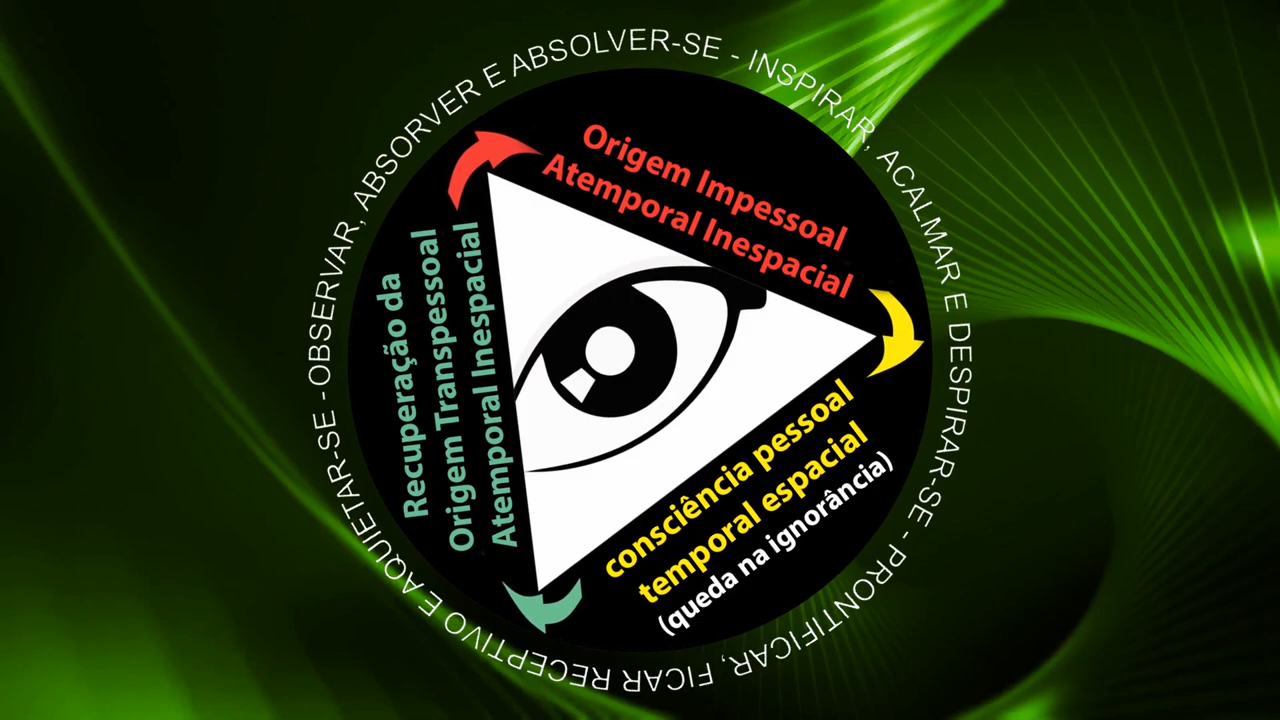 OBSERVAR, ABSORVER E ABSOLVER-SE - INSPIRAR, ACALMAR E DESPIRAR-SE - PRONTIFICAR, FICAR RECEPTIVO E AQUIETAR-SE -
Origem Impessoal
Atemporal Inespacial
consciência pessoal
temporal espacial
(queda na ignorância)
Recuperação da
Origem Transpessoal
Atemporal Inespacial